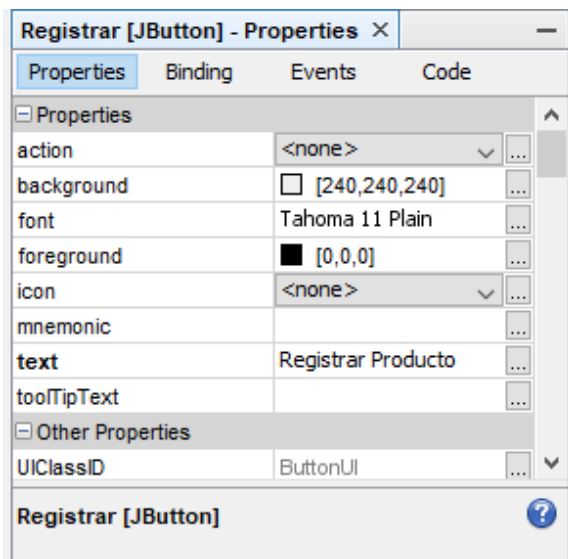 Registrar [JButton] - Properties
Properties Binding Events Code
Properties
action <none> ...
background [240,240,240] ...
font Tahoma 11 Plain ...
foreground [0,0,0] ...
icon <none> ...
mnemonic ...
text Registrar Producto ...
toolTipText ...
Other Properties
UIClassID ButtonUI ...
Registrar [JButton] ?